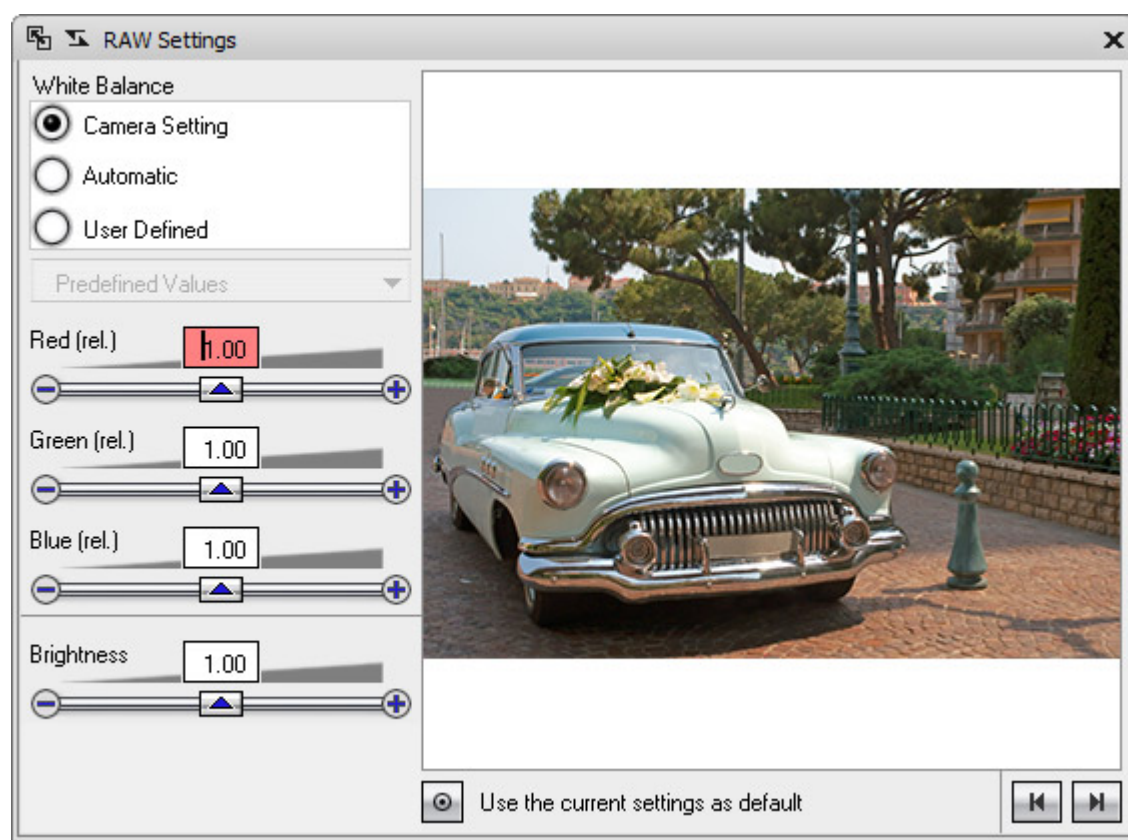 RAW Settings
White Balance
Camera Setting
Automatic
User Defined
Predefined Values
Red (rel.)
1.00
Green (rel.)
1.00
Blue (rel.)
1.00
Brightness
1.00
Use the current settings as default